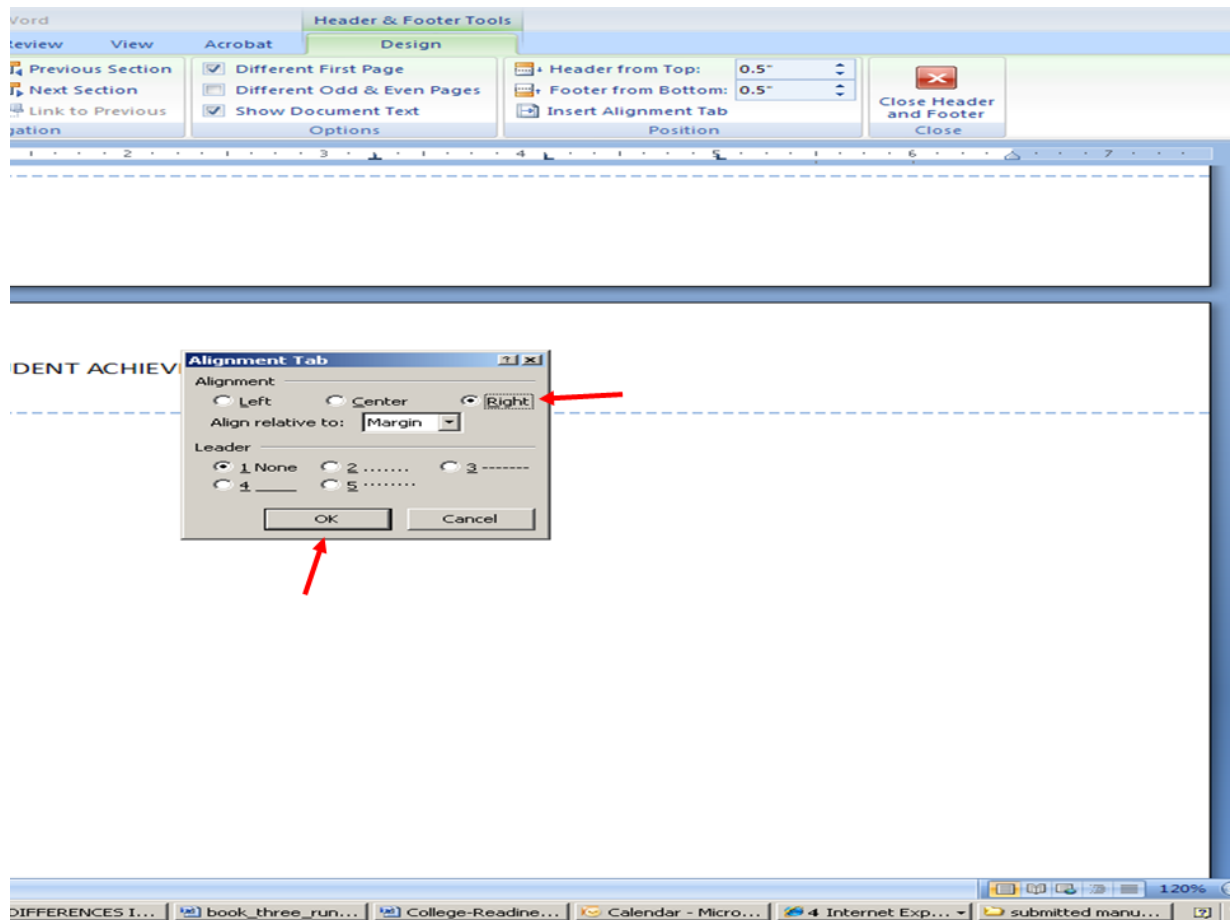 Word Header & Footer Tools
Review View Acrobat Design
Previous Section Different First Page Header from Top: 0.5"
Next Section Different Odd & Even Pages Footer from Bottom: 0.5"
Link to Previous Show Document Text Insert Alignment Tab
Close Header
and Footer
gation Options Position Close
2 3 4 5 6 7
DENT ACHIEV
Alignment Tab
Alignment
Left Center Right
Align relative to: Margin
Leader
1 None 2 ....... 3 -------
4 ____ 5 ........
OK Cancel
120%
DIFFERENCES I... book_three_run... College-Readine... Calendar - Micro... 4 Internet Exp... submitted manu...